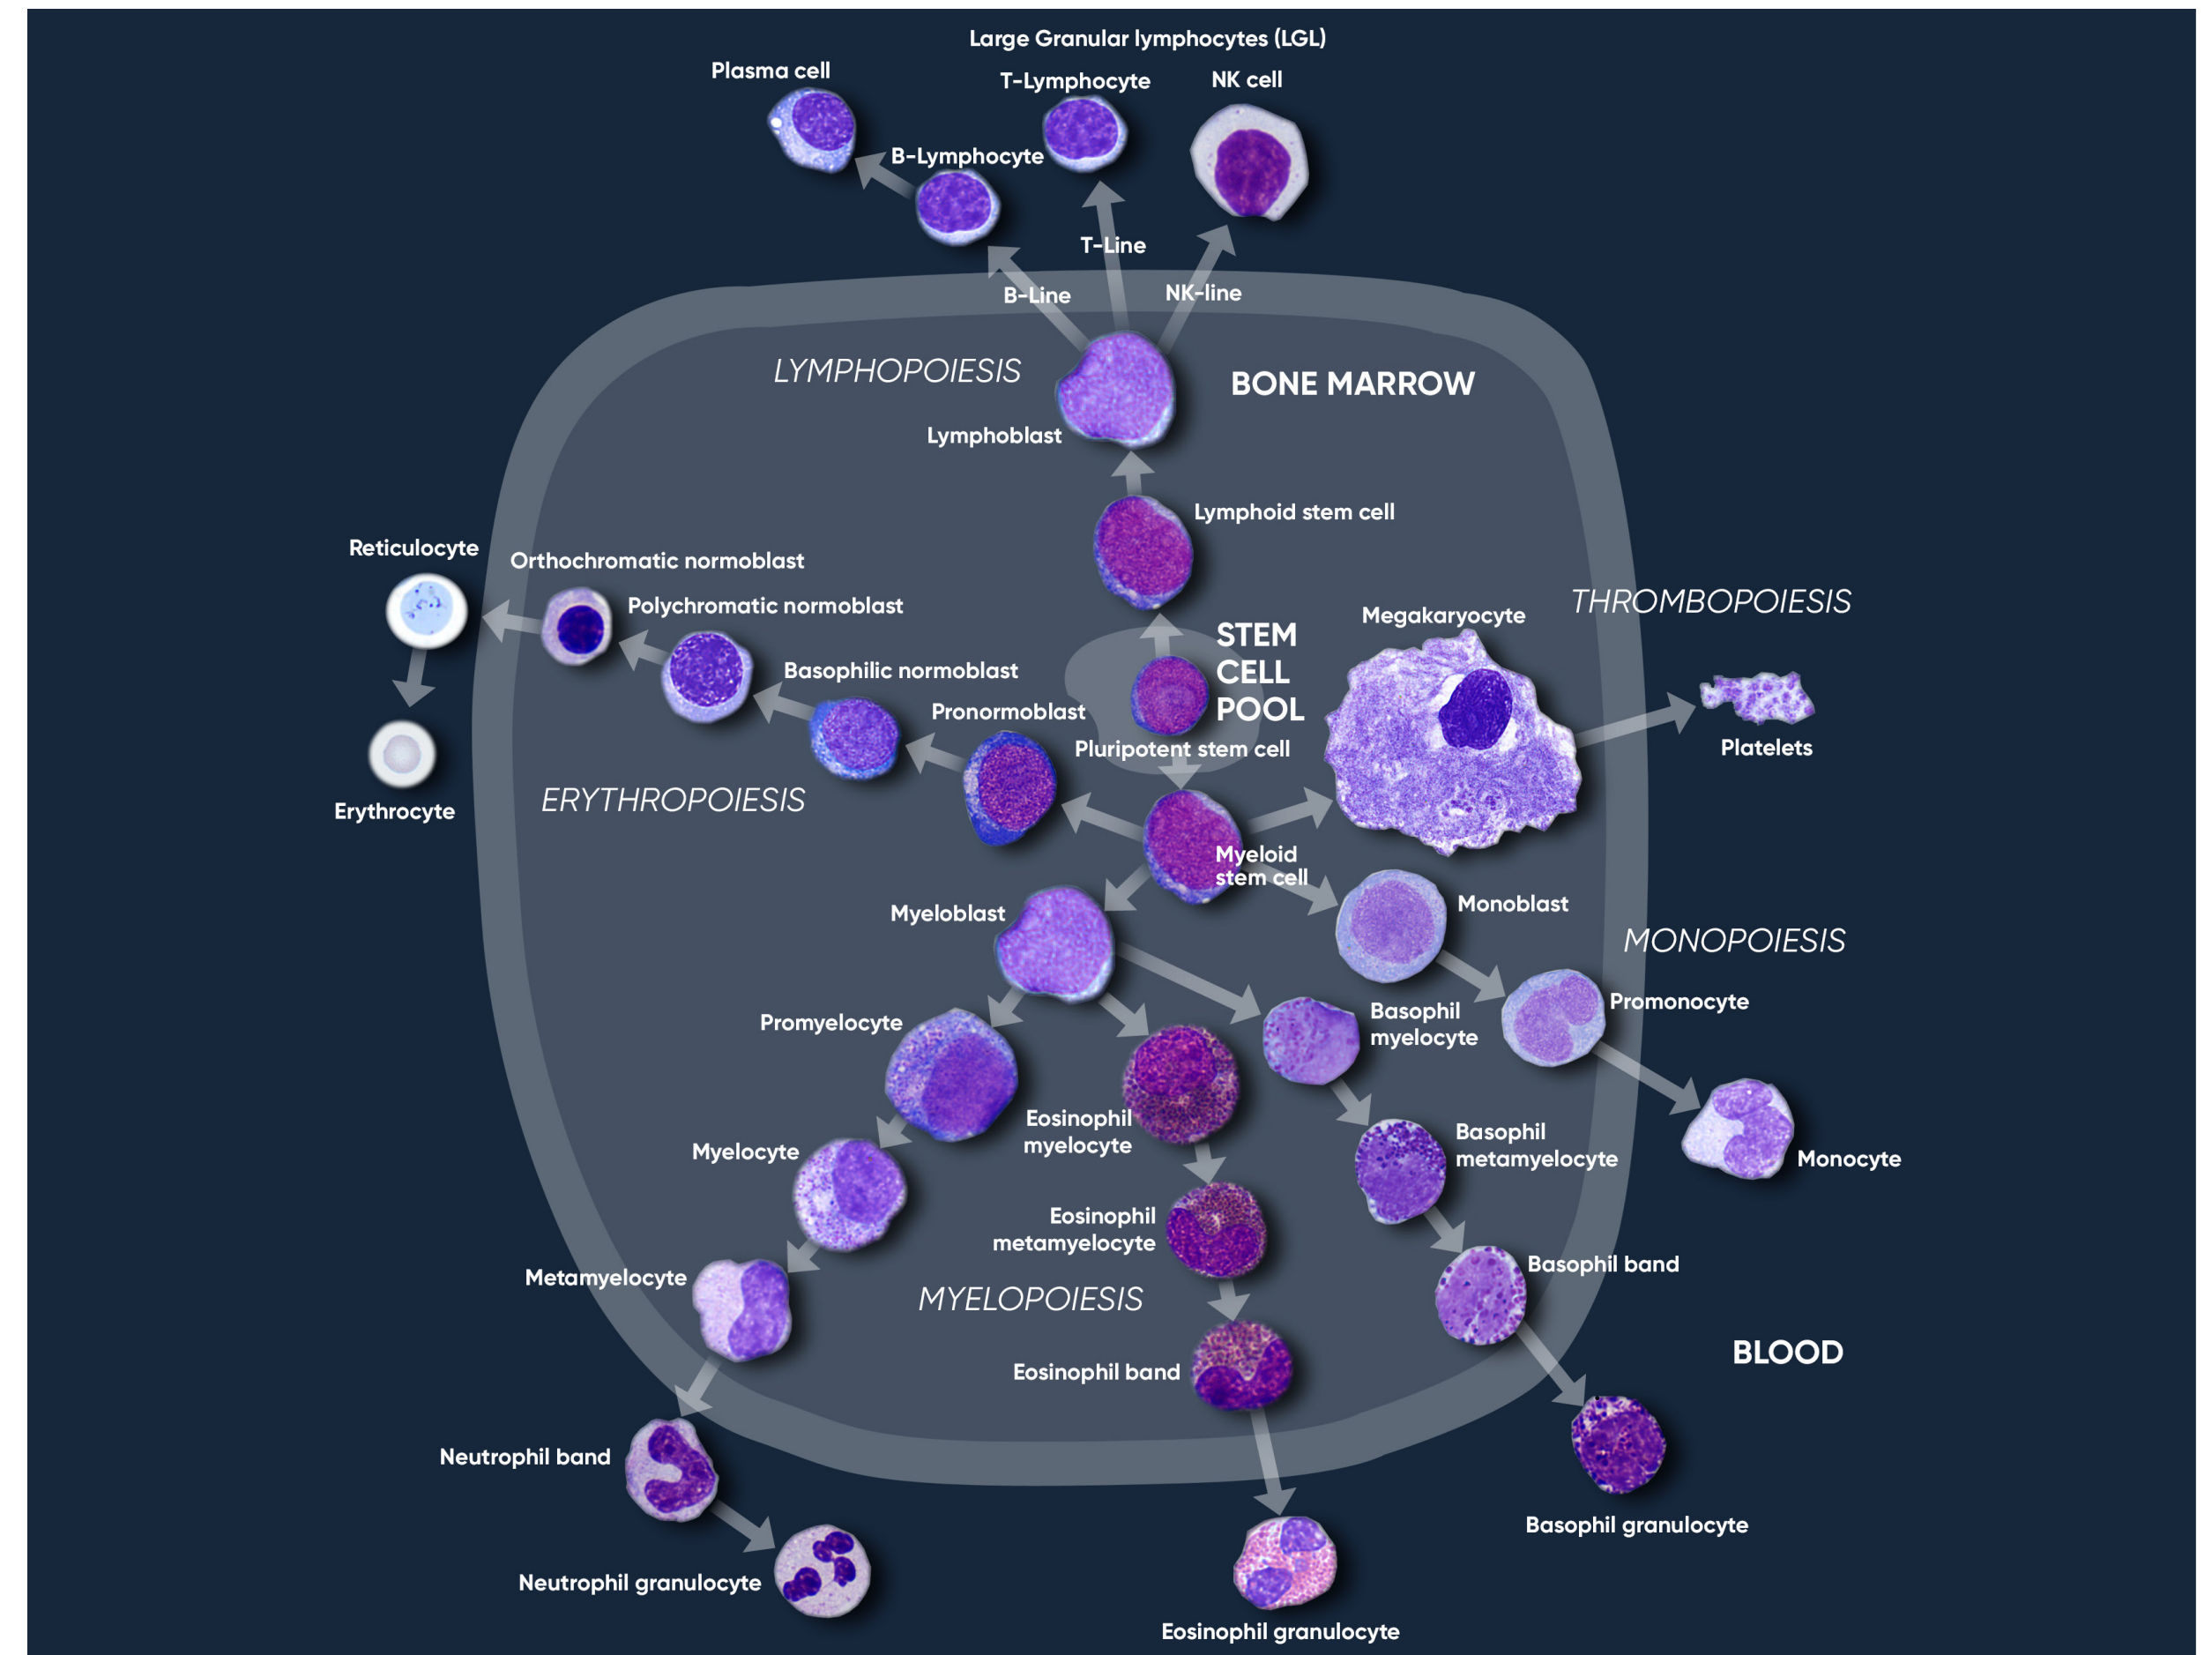 Large Granular lymphocytes (LGL)
Plasma cell
T-Lymphocyte
NK cell
B-Lymphocyte
T-Line
B-Line
NK-line
LYMPHOPOIESIS
BONE MARROW
Lymphoblast
Lymphoid stem cell
Reticulocyte
Orthochromatic normoblast
Polychromatic normoblast
THROMBOPOIESIS
Megakaryocyte
STEM
CELL
POOL
Basophilic normoblast
Pronormoblast
Pluripotent stem cell
Platelets
ERYTHROPOIESIS
Erythrocyte
Myeloid
stem cell
Myeloblast
Monoblast
MONOPOIESIS
Promyelocyte
Basophil
myelocyte
Promonocyte
Eosinophil
myelocyte
Myelocyte
Basophil
metamyelocyte
Monocyte
Eosinophil
metamyelocyte
Metamyelocyte
Basophil band
MYELOPOIESIS
Eosinophil band
BLOOD
Neutrophil band
Basophil granulocyte
Neutrophil granulocyte
Eosinophil granulocyte